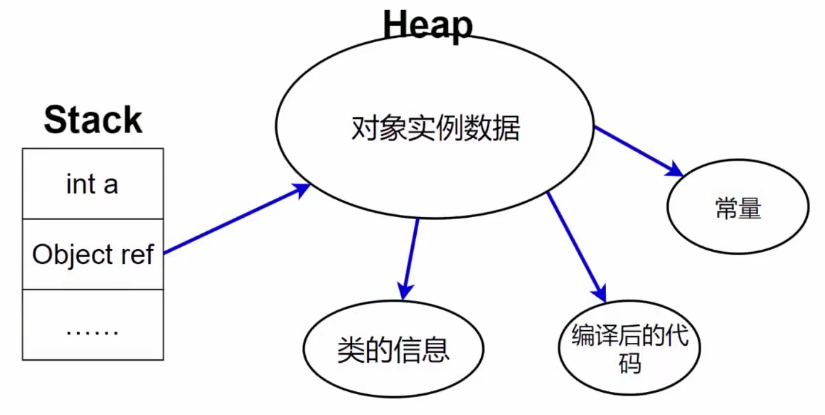 Heap
对象实例数据
Stack
int a
Object ref
……
常量
类的信息
编译后的代
码